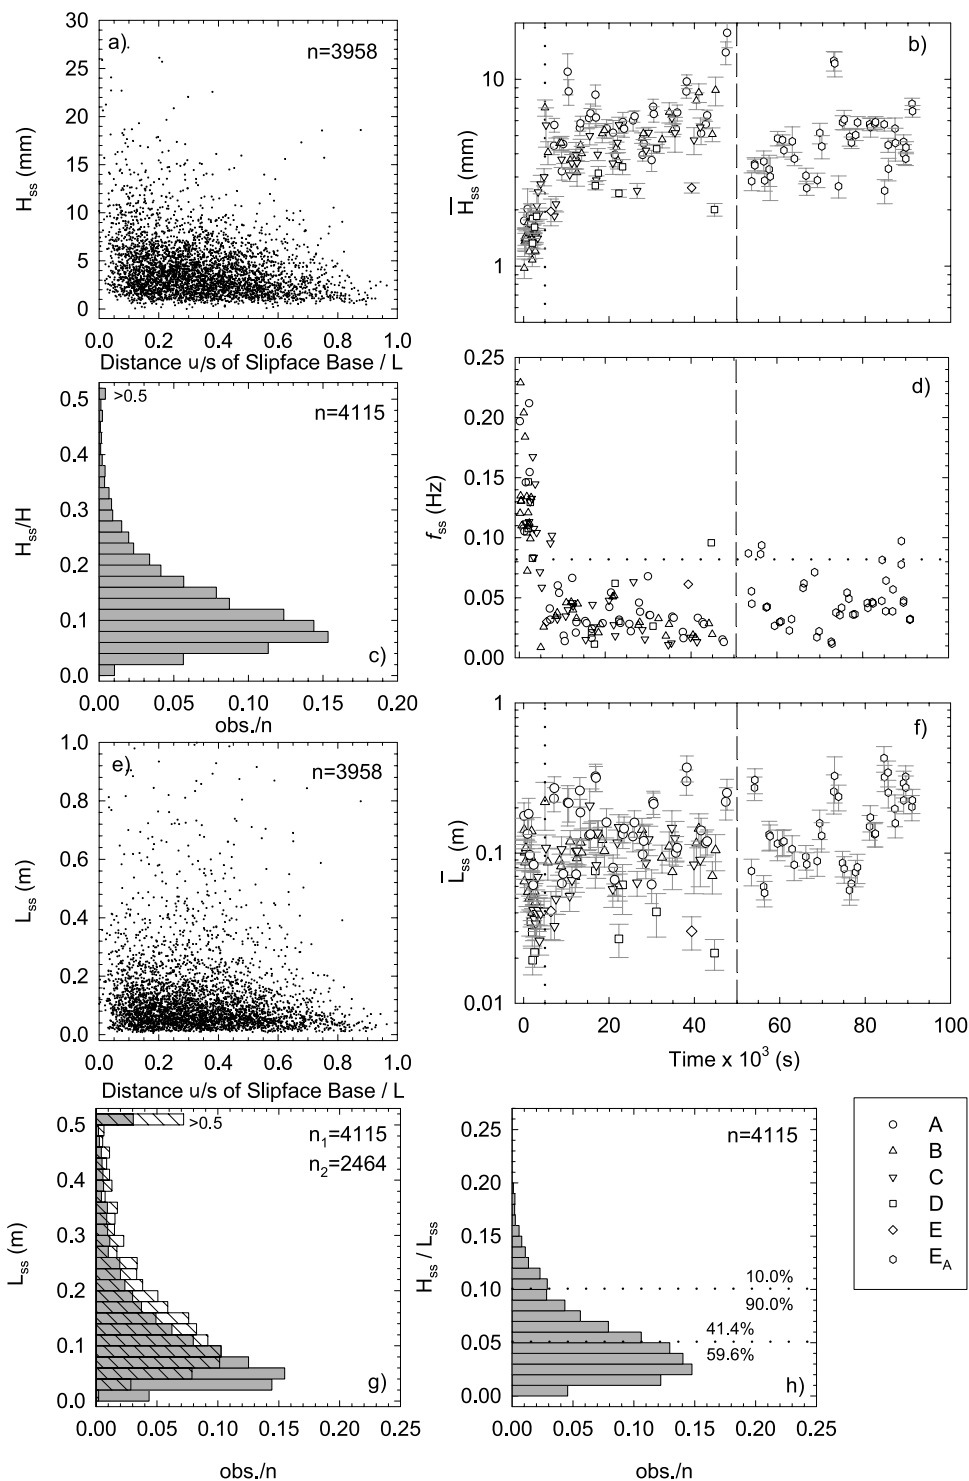 a)
n=3958
30
25
20
15
10
5
0
H_ss (mm)
0.0 0.2 0.4 0.6 0.8 1.0
Distance u/s of Slipface Base / L
b)
10
1
H̅_ss (mm)
>0.5
n=4115
0.5
0.4
0.3
0.2
0.1
0.0
H_ss/H
c)
0.00 0.05 0.10 0.15 0.20
obs./n
d)
0.25
0.20
0.15
0.10
0.05
0.00
f_ss (Hz)
e)
n=3958
1.0
0.8
0.6
0.4
0.2
0.0
L_ss (m)
0.0 0.2 0.4 0.6 0.8 1.0
Distance u/s of Slipface Base / L
f)
1
0.1
0.01
L̅_ss (m)
0 20 40 60 80 100
Time x 10³ (s)
>0.5
n₁=4115
n₂=2464
0.5
0.4
0.3
0.2
0.1
0.0
L_ss (m)
g)
0.00 0.05 0.10 0.15 0.20 0.25
obs./n
n=4115
0.25
0.20
0.15
0.10
0.05
0.00
H_ss / L_ss
10.0%
90.0%
41.4%
59.6%
h)
0.00 0.05 0.10 0.15 0.20 0.25
obs./n
A
B
C
D
E
E_A